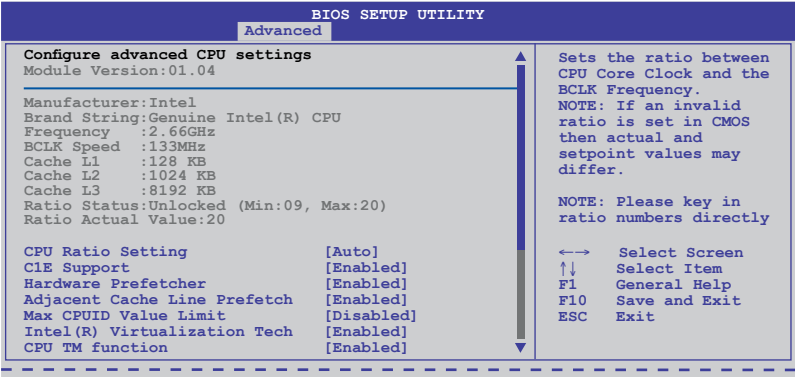 BIOS SETUP UTILITY
Advanced
Configure advanced CPU settings
Module Version:01.04
Manufacturer:Intel
Brand String:Genuine Intel(R) CPU
Frequency :2.66GHz
BCLK Speed :133MHz
Cache L1 :128 KB
Cache L2 :1024 KB
Cache L3 :8192 KB
Ratio Status:Unlocked (Min:09, Max:20)
Ratio Actual Value:20
CPU Ratio Setting [Auto]
C1E Support [Enabled]
Hardware Prefetcher [Enabled]
Adjacent Cache Line Prefetch [Enabled]
Max CPUID Value Limit [Disabled]
Intel(R) Virtualization Tech [Enabled]
CPU TM function [Enabled]
Sets the ratio between
CPU Core Clock and the
BCLK Frequency.
NOTE: If an invalid
ratio is set in CMOS
then actual and
setpoint values may
differ.
NOTE: Please key in
ratio numbers directly
←→ Select Screen
↑↓ Select Item
F1 General Help
F10 Save and Exit
ESC Exit